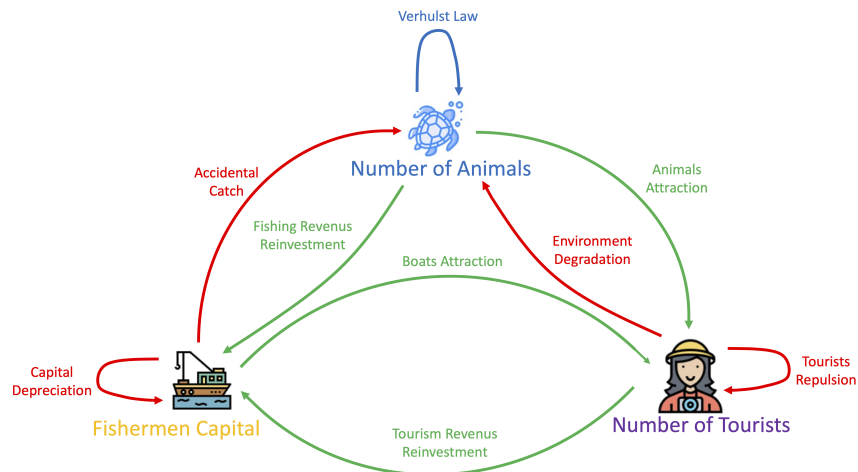 Verhulst Law
Number of Animals
Accidental
Catch
Animals
Attraction
Fishing Revenus
Reinvestment
Environment
Degradation
Boats Attraction
Capital
Depreciation
Tourists
Repulsion
Fishermen Capital
Number of Tourists
Tourism Revenus
Reinvestment